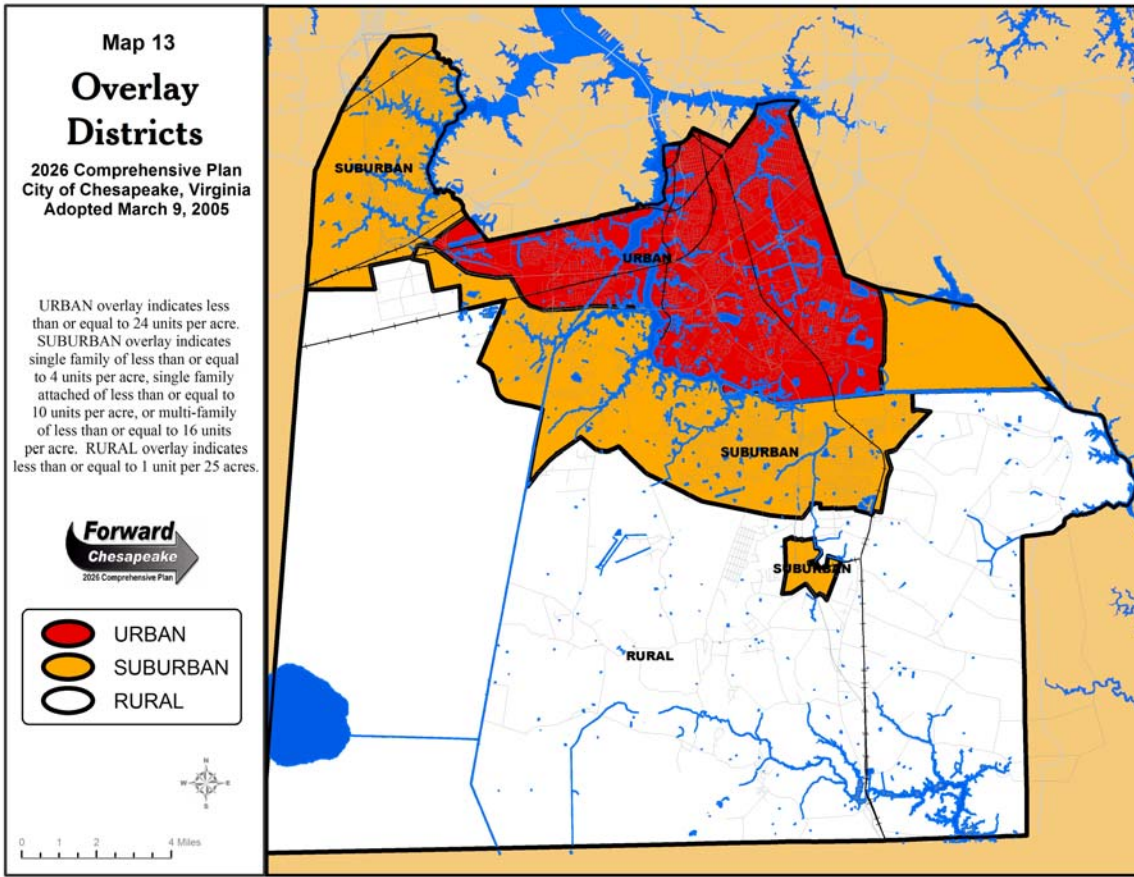 Map 13
Overlay
Districts
2026 Comprehensive Plan
City of Chesapeake, Virginia
Adopted March 9, 2005
URBAN overlay indicates less
than or equal to 24 units per acre.
SUBURBAN overlay indicates
single family of less than or equal
to 4 units per acre, single family
attached of less than or equal to
10 units per acre, or multi-family
of less than or equal to 16 units
per acre.  RURAL overlay indicates
less than or equal to 1 unit per 25 acres.
Forward
Chesapeake
2026 Comprehensive Plan
URBAN
SUBURBAN
RURAL
N
W E
S
0 1 2 4 Miles
SUBURBAN
URBAN
SUBURBAN
SUBURBAN
RURAL